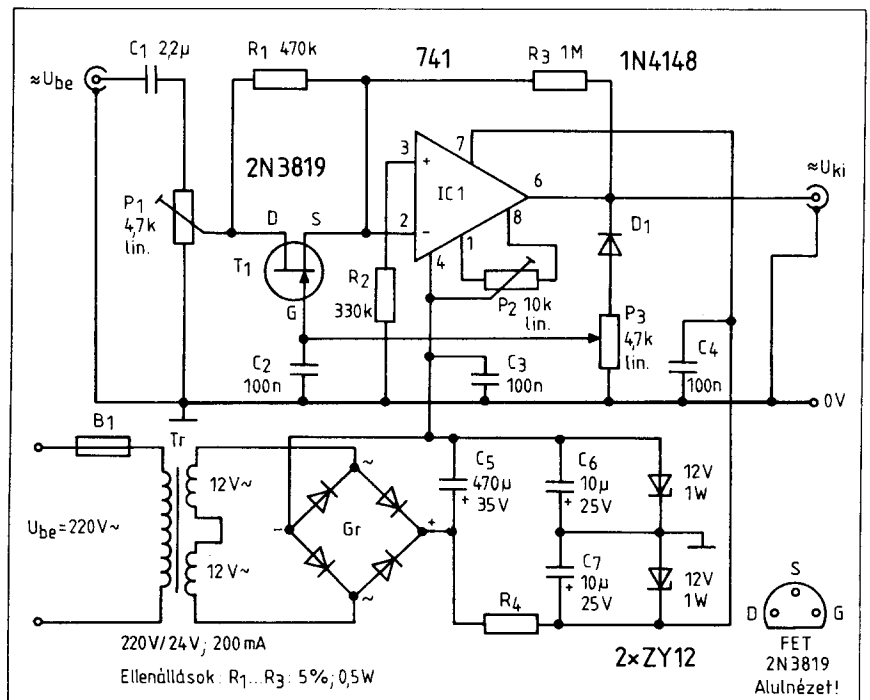 C1 2,2µ
R1 470k
741
R3 1M
1N4148
≈Ube
≈Uki
2N3819
3
+
7
IC1
6
2
−
8
4
1
P1
4,7k
lin.
D
S
T1
G
R2
330k
P2 10k
lin.
D1
P3
4,7k
lin.
C2
100n
C3
100n
C4
100n
0V
B1
Tr
Ube=220V~
12V~
12V~
~
−
Gr
+
~
C5
470µ
+ 35V
C6
10µ
+ 25V
C7
10µ
+ 25V
12V
1W
12V
1W
R4
2xZY12
220V/24V; 200mA
Ellenállások: R1...R3: 5%; 0,5W
S
D
G
FET
2N3819
Alulnézet!